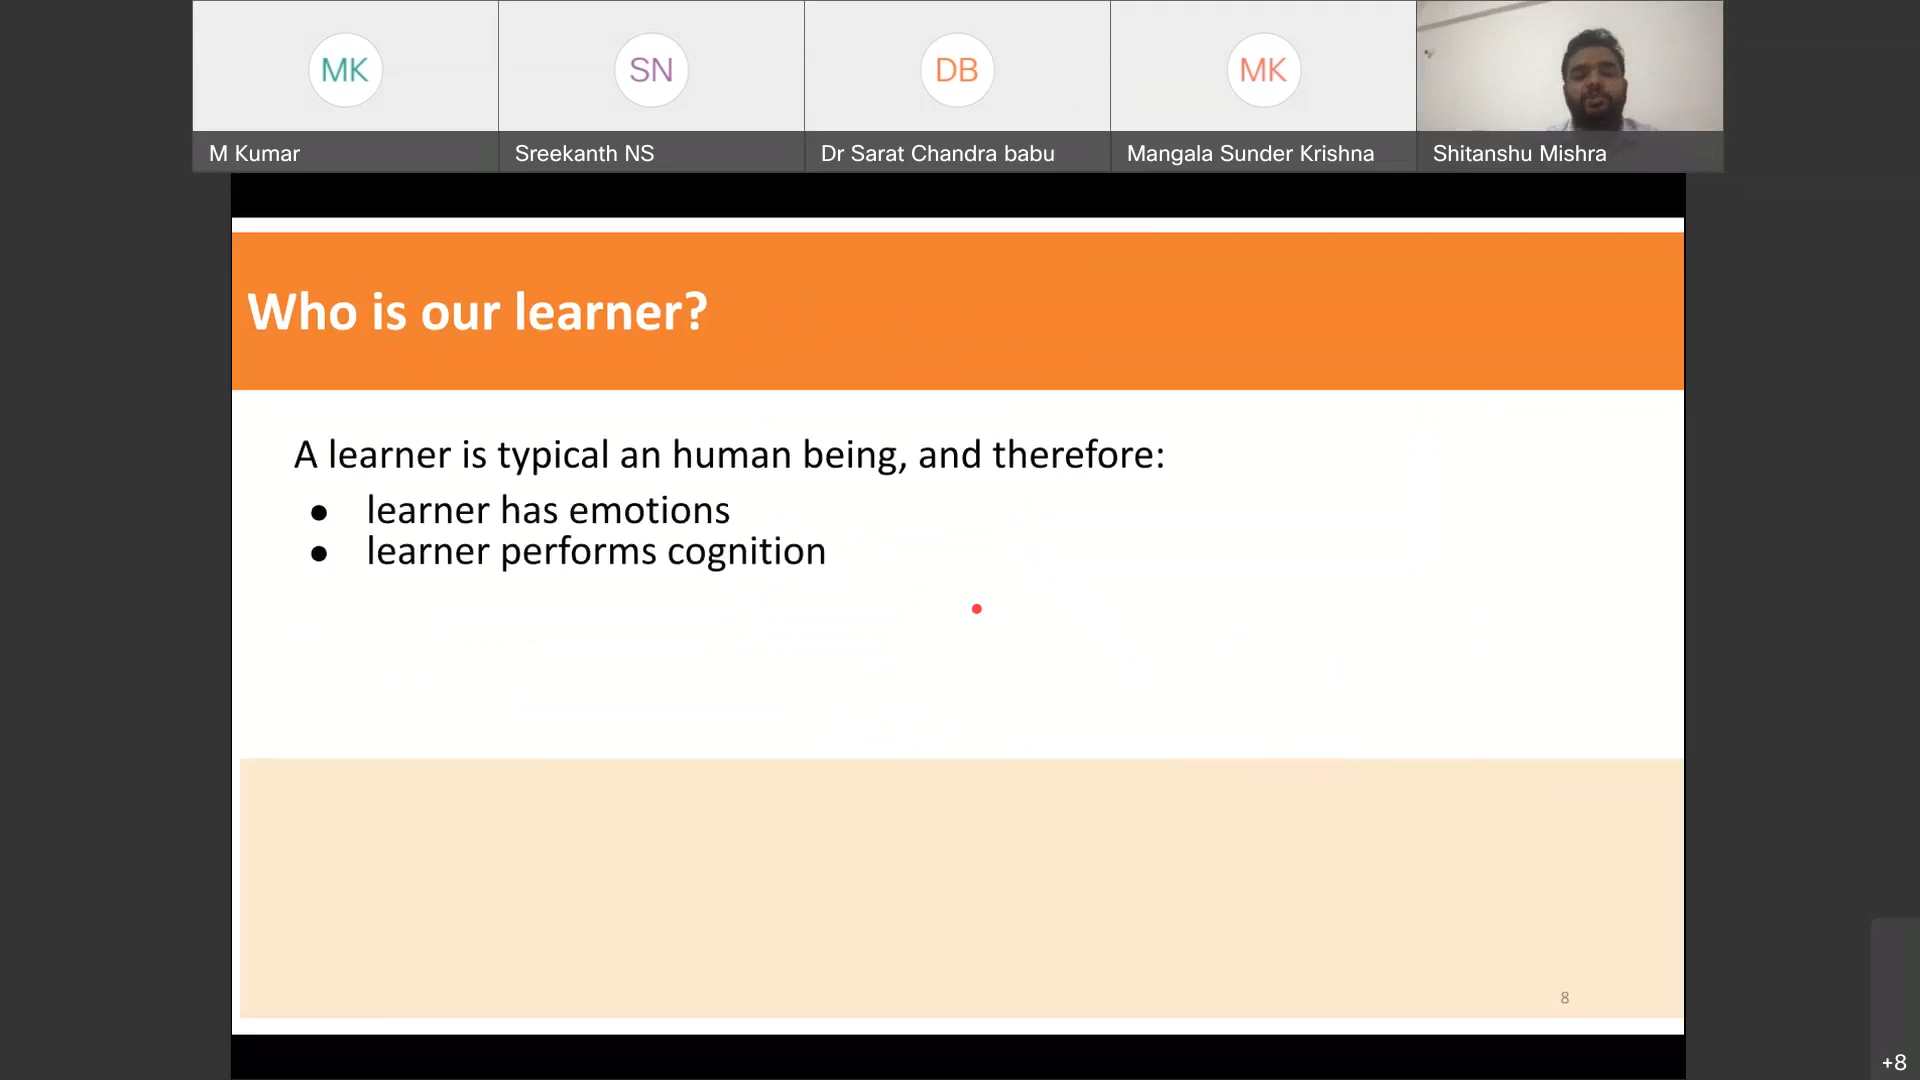 MK
SN
DB
MK
M Kumar
Sreekanth NS
Dr Sarat Chandra babu
Mangala Sunder Krishna
Shitanshu Mishra
Who is our learner?
A learner is typical an human being, and therefore:
● learner has emotions
● learner performs cognition
8
+8